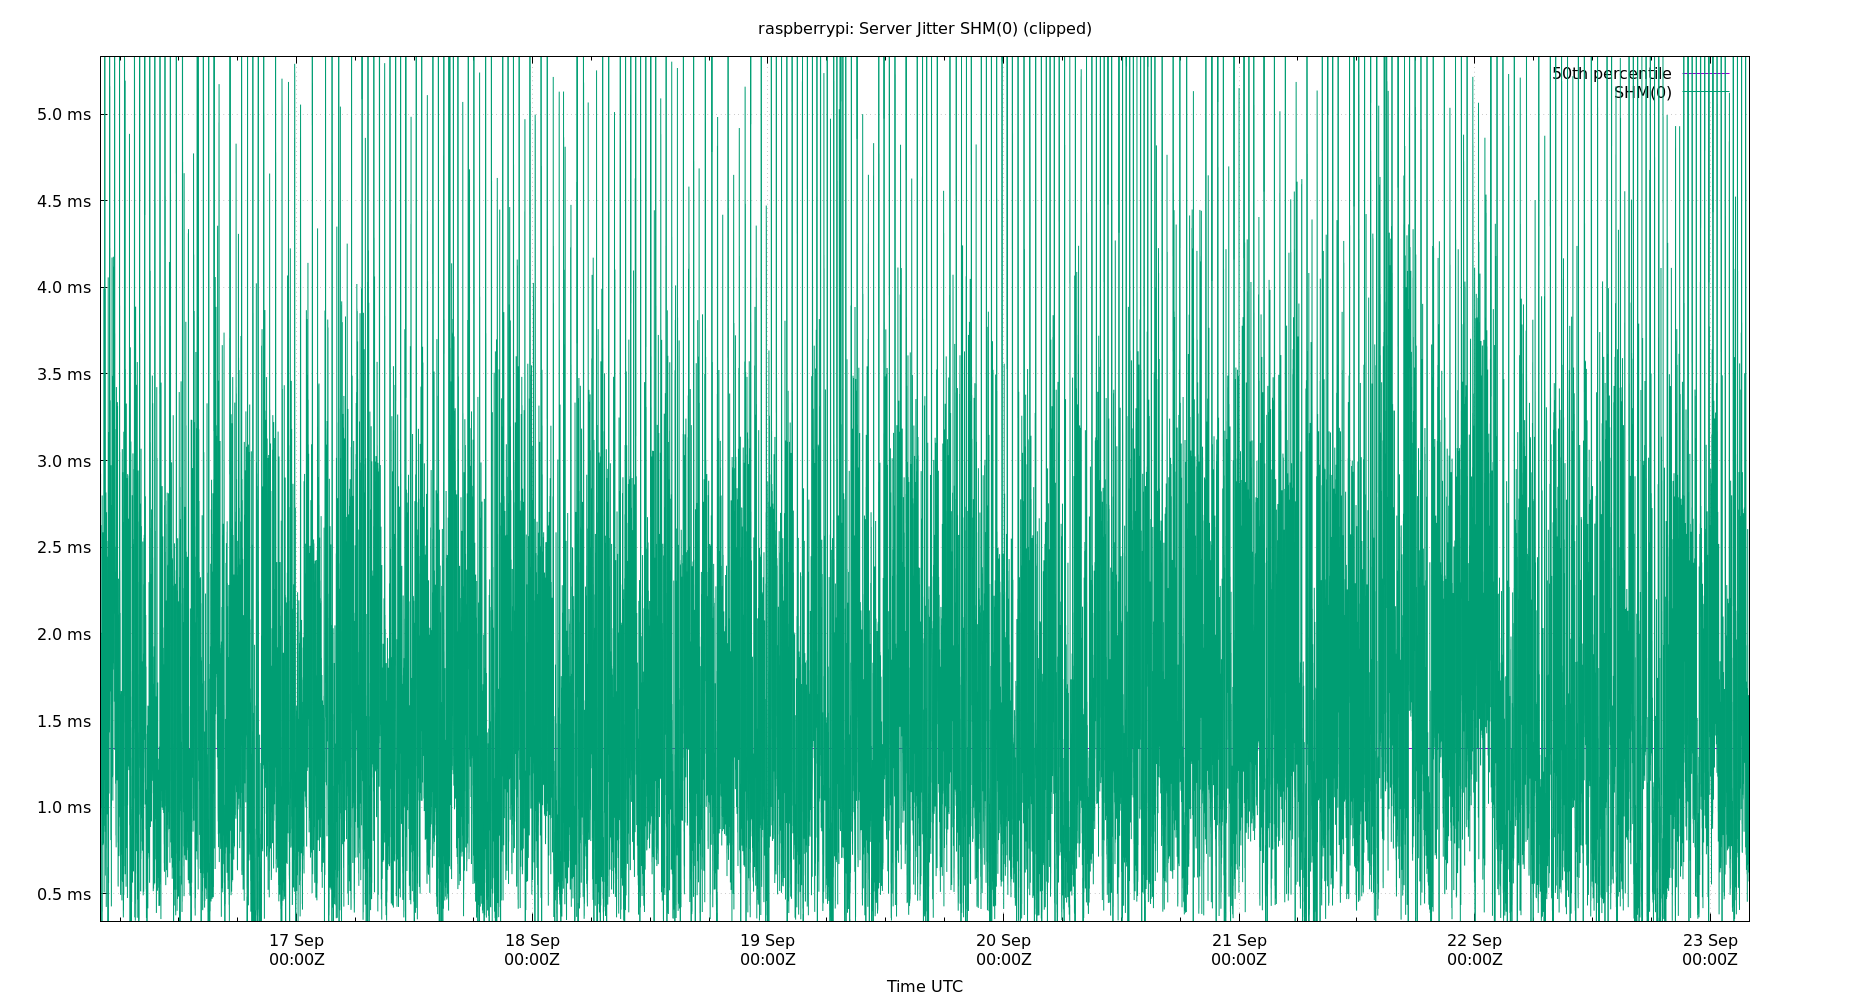 raspberrypi: Server Jitter SHM(0) (clipped)
50th percentile
SHM(0)
5.0 ms
4.5 ms
4.0 ms
3.5 ms
3.0 ms
2.5 ms
2.0 ms
1.5 ms
1.0 ms
0.5 ms
17 Sep 18 Sep 19 Sep 20 Sep 21 Sep 22 Sep 23 Sep
00:00Z 00:00Z 00:00Z 00:00Z 00:00Z 00:00Z 00:00Z
Time UTC